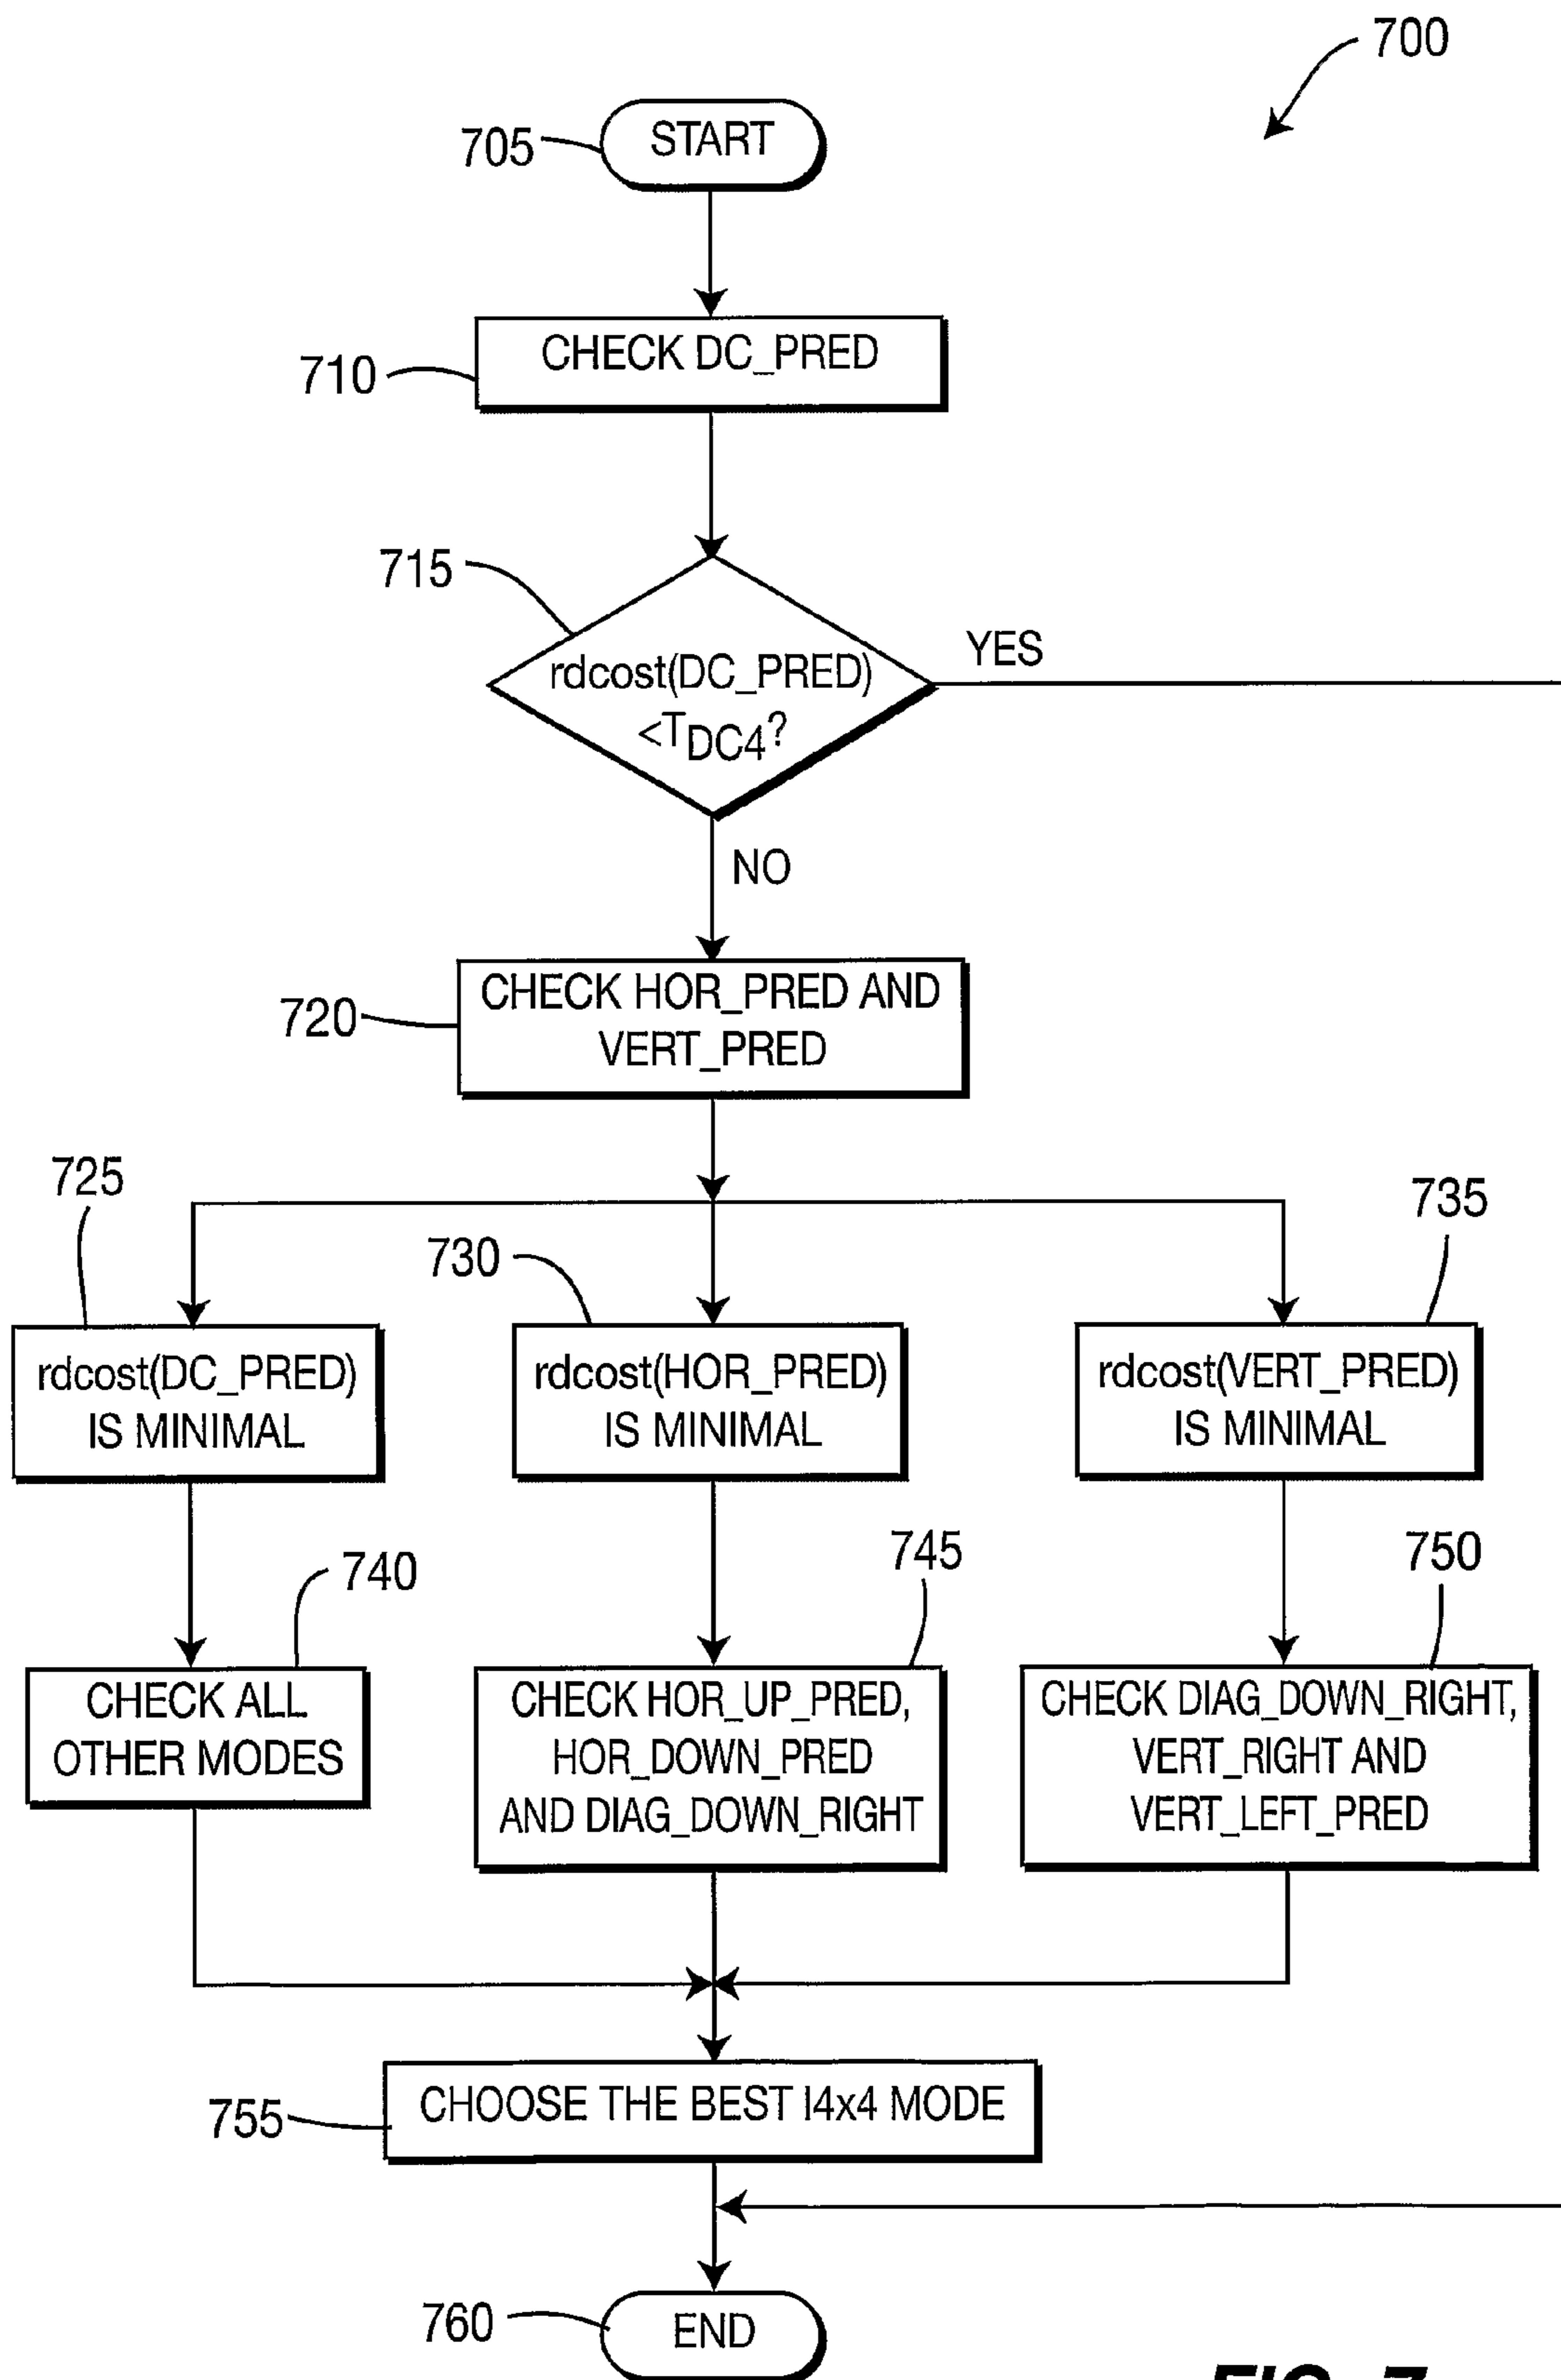 700
705
START
710
CHECK DC_PRED
715
rdcost(DC_PRED)
<TDC4?
YES
NO
720
CHECK HOR_PRED AND
VERT_PRED
725
730
735
rdcost(DC_PRED)
IS MINIMAL
rdcost(HOR_PRED)
IS MINIMAL
rdcost(VERT_PRED)
IS MINIMAL
740
745
750
CHECK ALL
OTHER MODES
CHECK HOR_UP_PRED,
HOR_DOWN_PRED
AND DIAG_DOWN_RIGHT
CHECK DIAG_DOWN_RIGHT,
VERT_RIGHT AND
VERT_LEFT_PRED
755
CHOOSE THE BEST I4x4 MODE
760
END